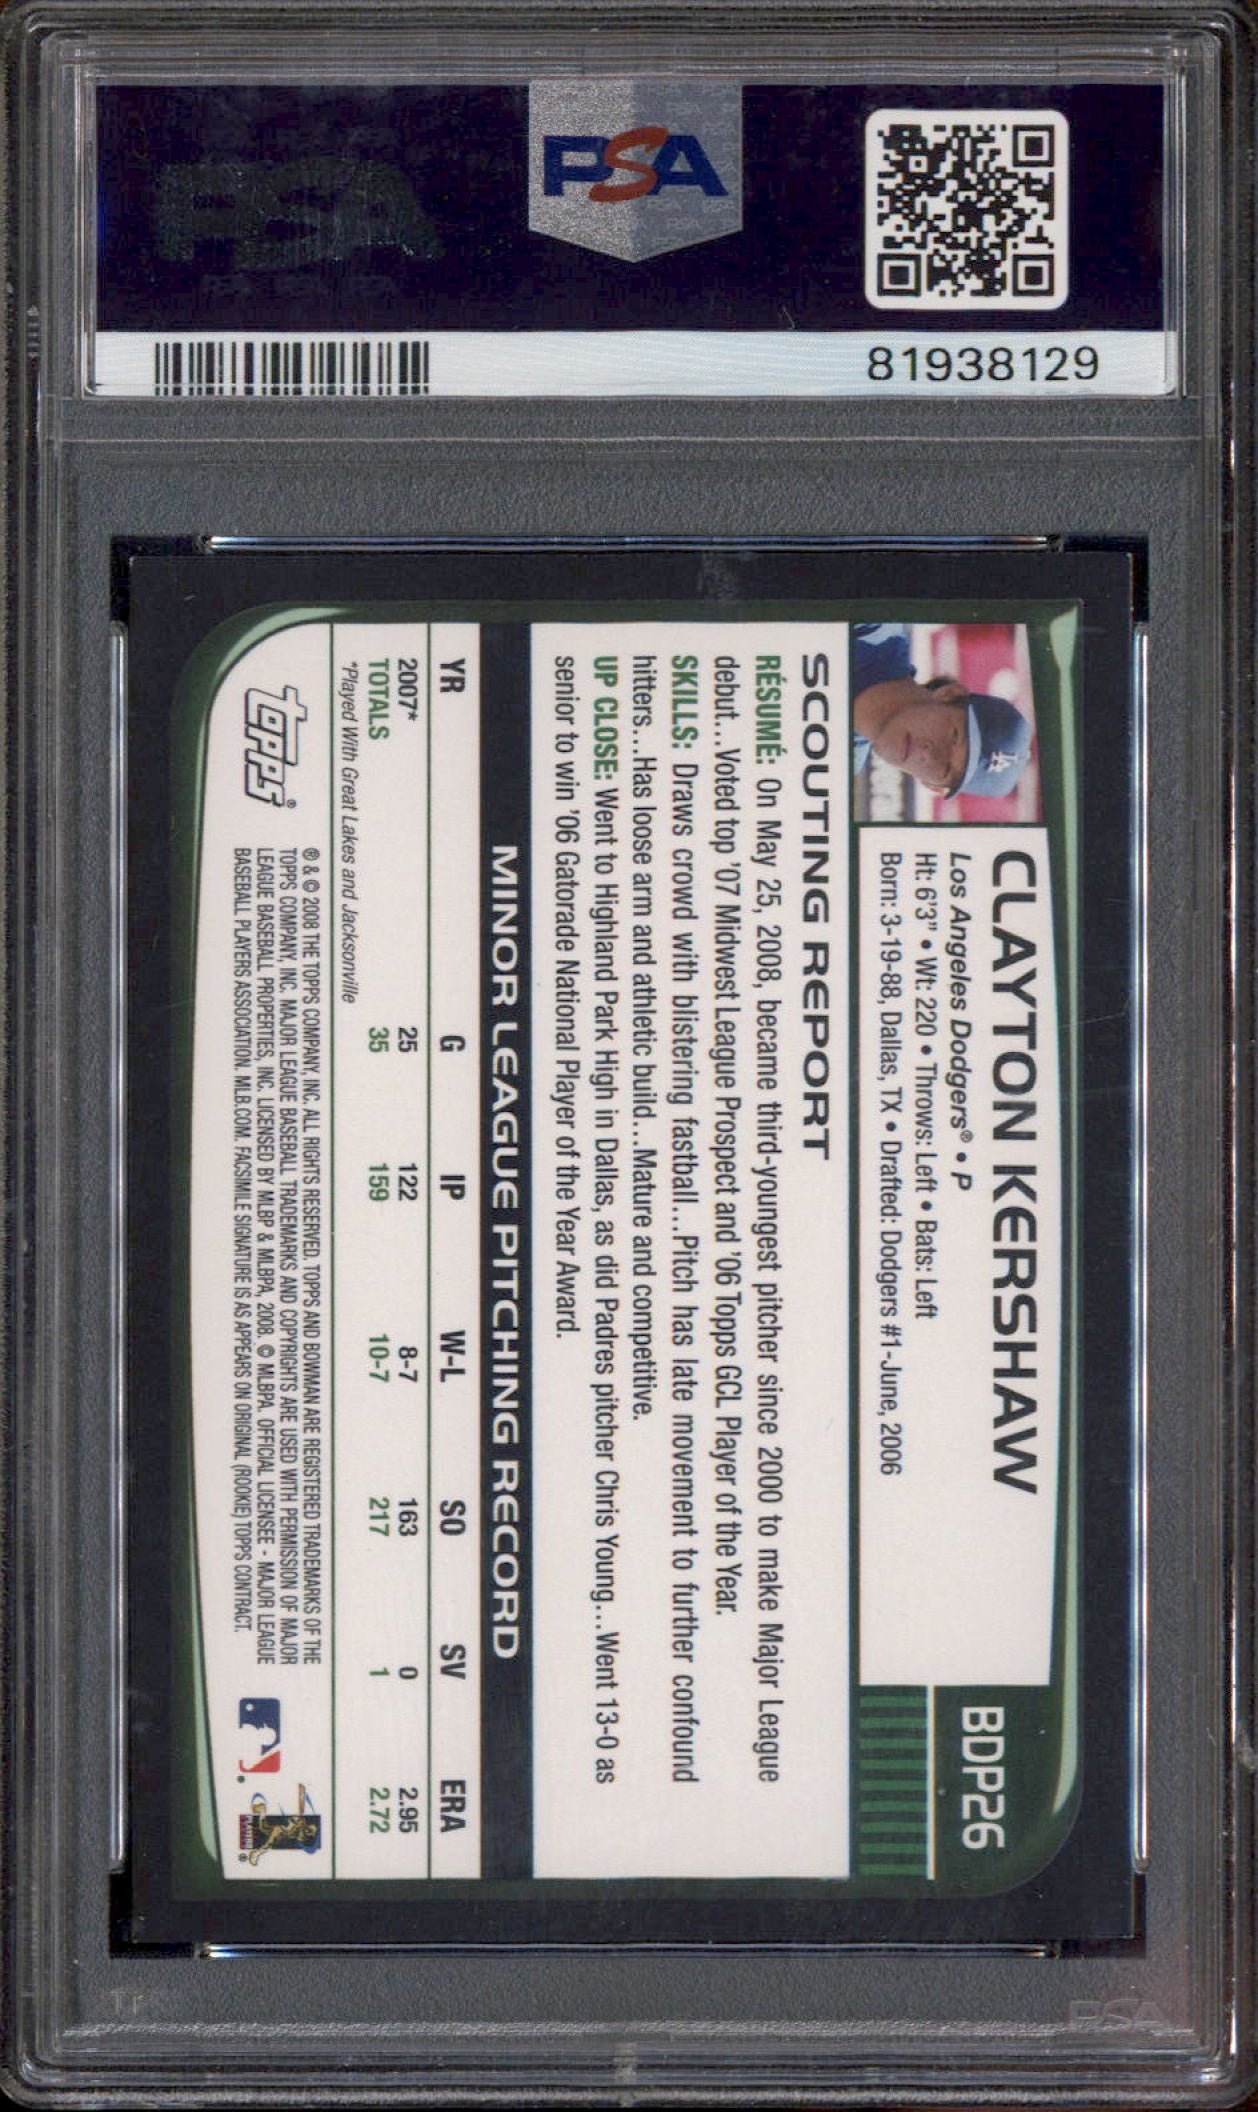 PSA
81938129
CLAYTON KERSHAW
BDP26
Los Angeles Dodgers® • P
Ht: 6'3" • Wt: 220 • Throws: Left • Bats: Left
Born: 3-19-88, Dallas, TX • Drafted: Dodgers #1-June, 2006
SCOUTING REPORT
RÉSUMÉ: On May 25, 2008, became third-youngest pitcher since 2000 to make Major League
debut...Voted top '07 Midwest League Prospect and '06 Topps GCL Player of the Year.
SKILLS: Draws crowd with blistering fastball...Pitch has late movement to further confound
hitters...Has loose arm and athletic build...Mature and competitive.
UP CLOSE: Went to Highland Park High in Dallas, as did Padres pitcher Chris Young...Went 13-0 as
senior to win '06 Gatorade National Player of the Year Award.
MINOR LEAGUE PITCHING RECORD
YR G IP W-L SO SV ERA
2007* 25 122 8-7 163 0 2.95
TOTALS 35 159 10-7 217 1 2.72
*Played With Great Lakes and Jacksonville
topps®
® & © 2008 THE TOPPS COMPANY, INC. ALL RIGHTS RESERVED. TOPPS AND BOWMAN ARE REGISTERED TRADEMARKS OF THE
TOPPS COMPANY, INC. MAJOR LEAGUE BASEBALL TRADEMARKS AND COPYRIGHTS ARE USED WITH PERMISSION OF MAJOR
LEAGUE BASEBALL PROPERTIES, INC. LICENSED BY MLBP & MLBPA, 2008. © MLBPA. OFFICIAL LICENSEE - MAJOR LEAGUE
BASEBALL PLAYERS ASSOCIATION. MLB.COM. FACSIMILE SIGNATURE IS AS APPEARS ON ORIGINAL (ROOKIE) TOPPS CONTRACT.
PSA